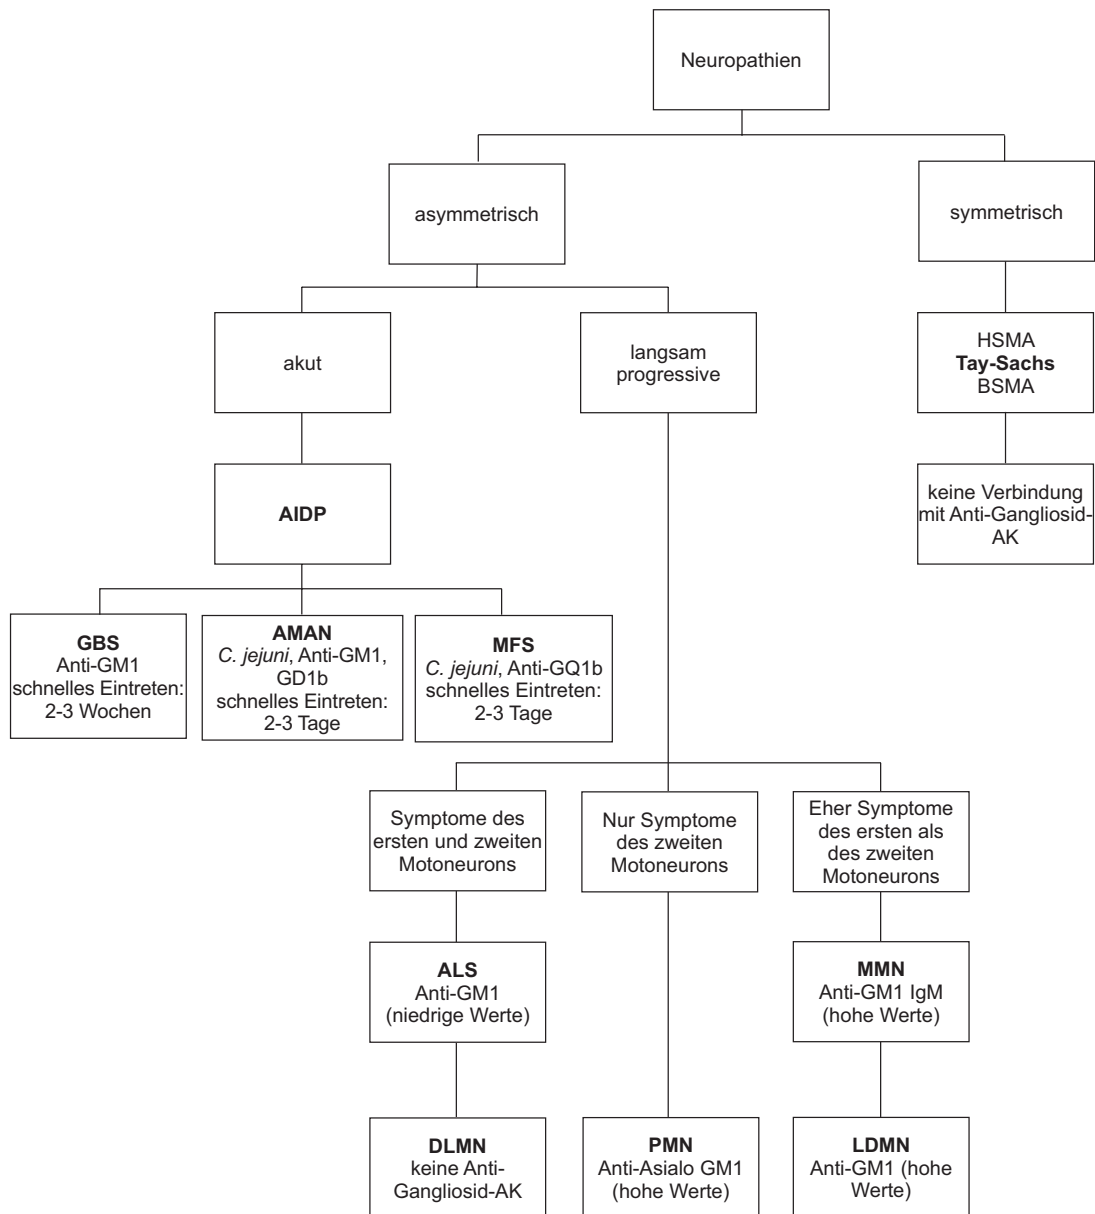 Neuropathien
asymmetrisch
symmetrisch
akut
langsam
progressive
HSMA
Tay-Sachs
BSMA
AIDP
keine Verbindung
mit Anti-Gangliosid-
AK
GBS
Anti-GM1
schnelles Eintreten:
2-3 Wochen
AMAN
C. jejuni, Anti-GM1,
GD1b
schnelles Eintreten:
2-3 Tage
MFS
C. jejuni, Anti-GQ1b
schnelles Eintreten:
2-3 Tage
Symptome des
ersten und zweiten
Motoneurons
Nur Symptome
des zweiten
Motoneurons
Eher Symptome
des ersten als
des zweiten
Motoneurons
ALS
Anti-GM1
(niedrige Werte)
MMN
Anti-GM1 IgM
(hohe Werte)
DLMN
keine Anti-
Gangliosid-AK
PMN
Anti-Asialo GM1
(hohe Werte)
LDMN
Anti-GM1 (hohe
Werte)